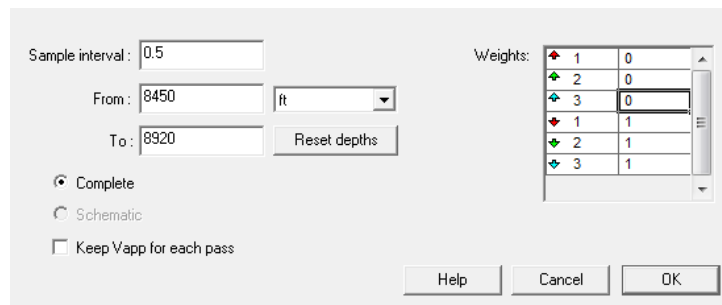 Sample interval : 0.5
From : 8450 ft
To : 8920 Reset depths
Complete
Schematic
Keep Vapp for each pass
Weights:
1 0
2 0
3 0
1 1
2 1
3 1
Help Cancel OK